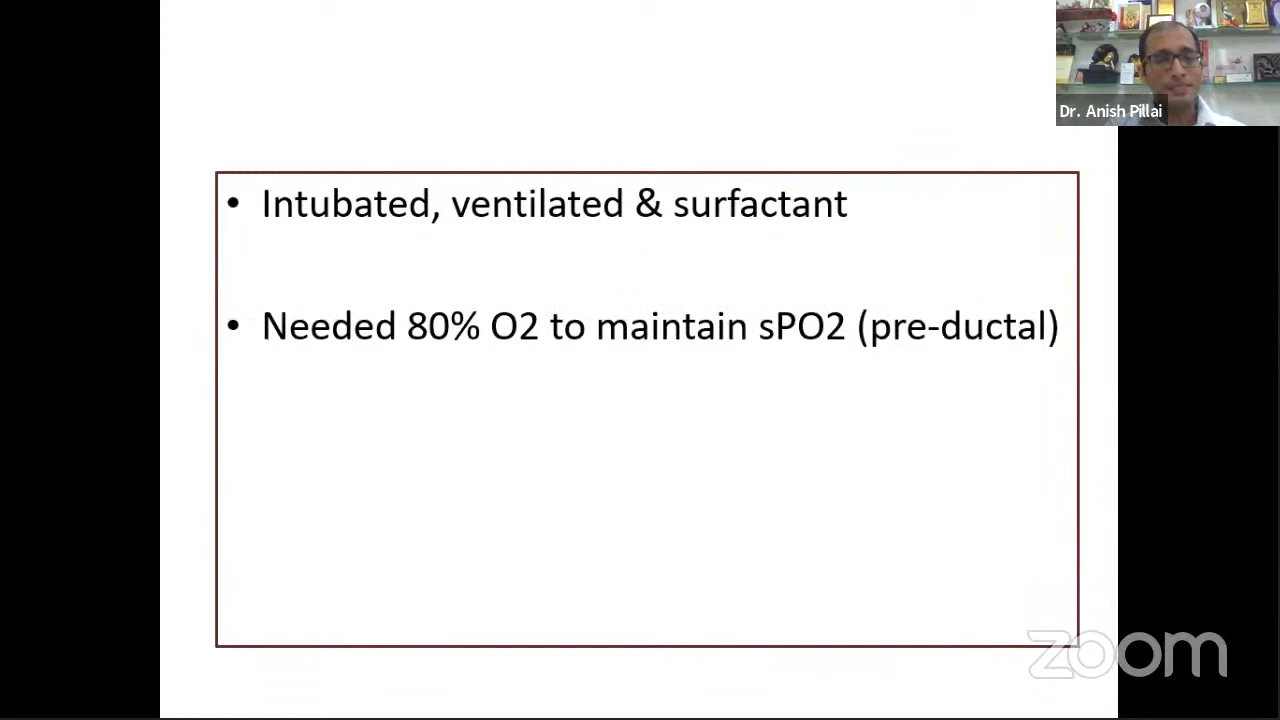 Dr. Anish Pillai
• Intubated, ventilated & surfactant
• Needed 80% O2 to maintain sPO2 (pre-ductal)
zoom